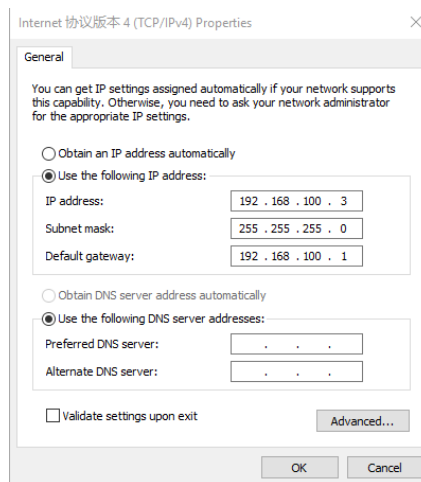 Internet 协议版本 4 (TCP/IPv4) Properties
General
You can get IP settings assigned automatically if your network supports
this capability. Otherwise, you need to ask your network administrator
for the appropriate IP settings.
Obtain an IP address automatically
Use the following IP address:
IP address: 192 . 168 . 100 . 3
Subnet mask: 255 . 255 . 255 . 0
Default gateway: 192 . 168 . 100 . 1
Obtain DNS server address automatically
Use the following DNS server addresses:
Preferred DNS server: . . .
Alternate DNS server: . . .
Validate settings upon exit
Advanced...
OK Cancel